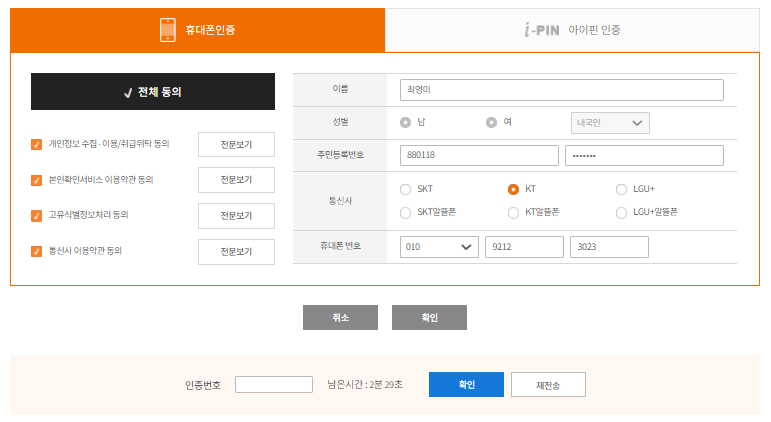 휴대폰인증
i-PIN 아이핀 인증
전체 동의
개인정보 수집·이용/취급위탁 동의 전문보기
본인확인서비스 이용약관 동의 전문보기
고유식별정보처리 동의 전문보기
통신사 이용약관 동의 전문보기
이름 최영미
성별 남 여 내국인
주민등록번호 880118 •••••••
통신사 SKT KT LGU+
SKT알뜰폰 KT알뜰폰 LGU+알뜰폰
휴대폰 번호 010 9212 3023
취소 확인
인증번호 남은시간 : 2분 29초 확인 재전송